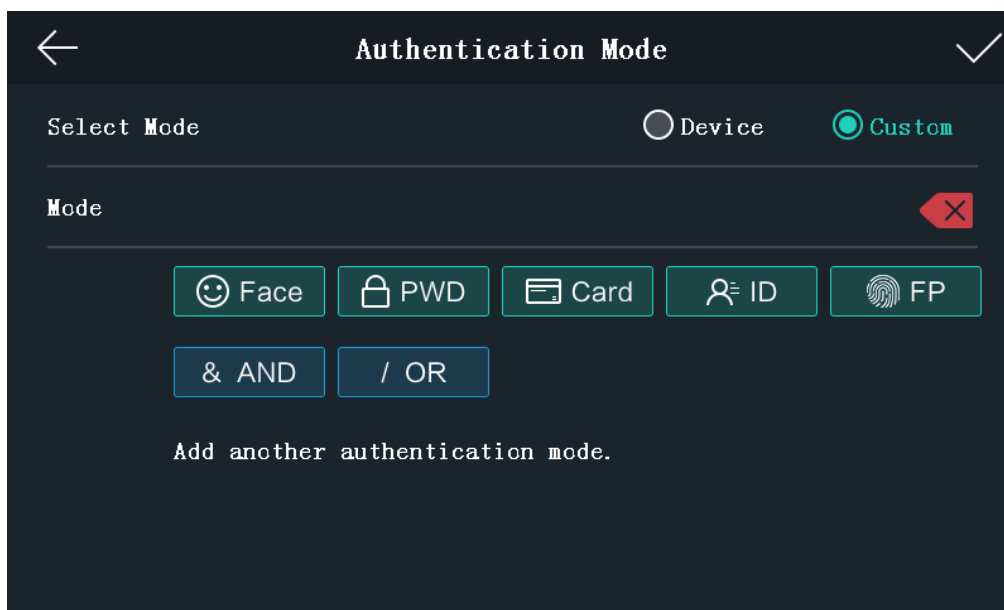 Authentication Mode
Select Mode Device Custom
Mode
Face PWD Card ID FP
& AND / OR
Add another authentication mode.